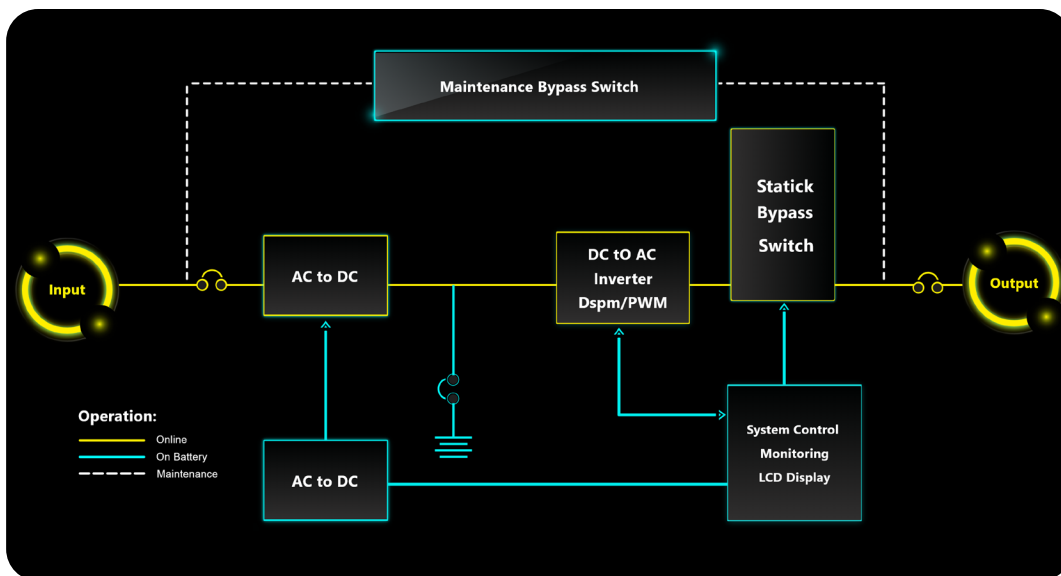 Maintenance Bypass Switch
Statick
Bypass
Switch
Input
AC to DC
DC tO AC
Inverter
Dspm/PWM
Output
Operation:
Online
On Battery
Maintenance
AC to DC
System Control
Monitoring
LCD Display